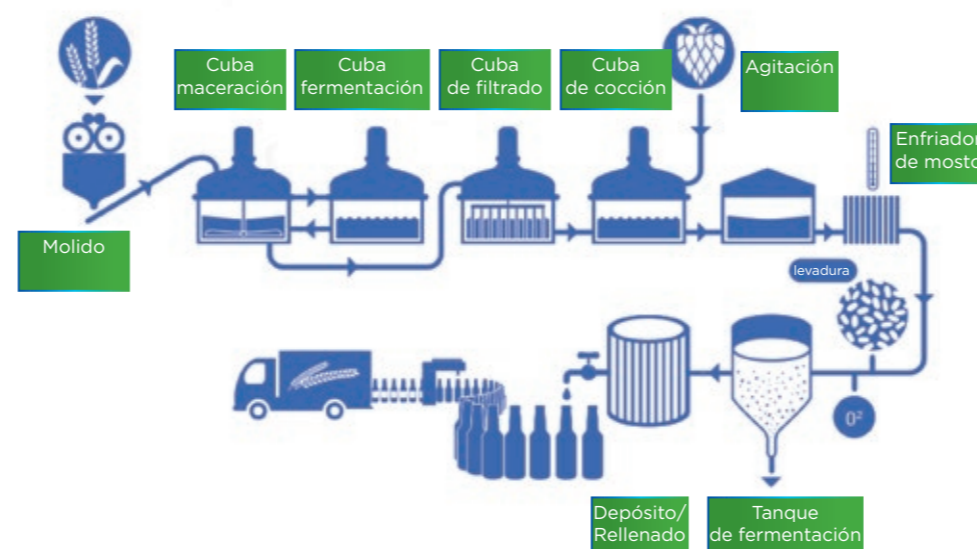 Cuba
maceración
Cuba
fermentación
Cuba
de filtrado
Cuba
de cocción
Agitación
Enfriador
de mosto
Molido
levadura
0²
Depósito/
Rellenado
Tanque
de fermentación